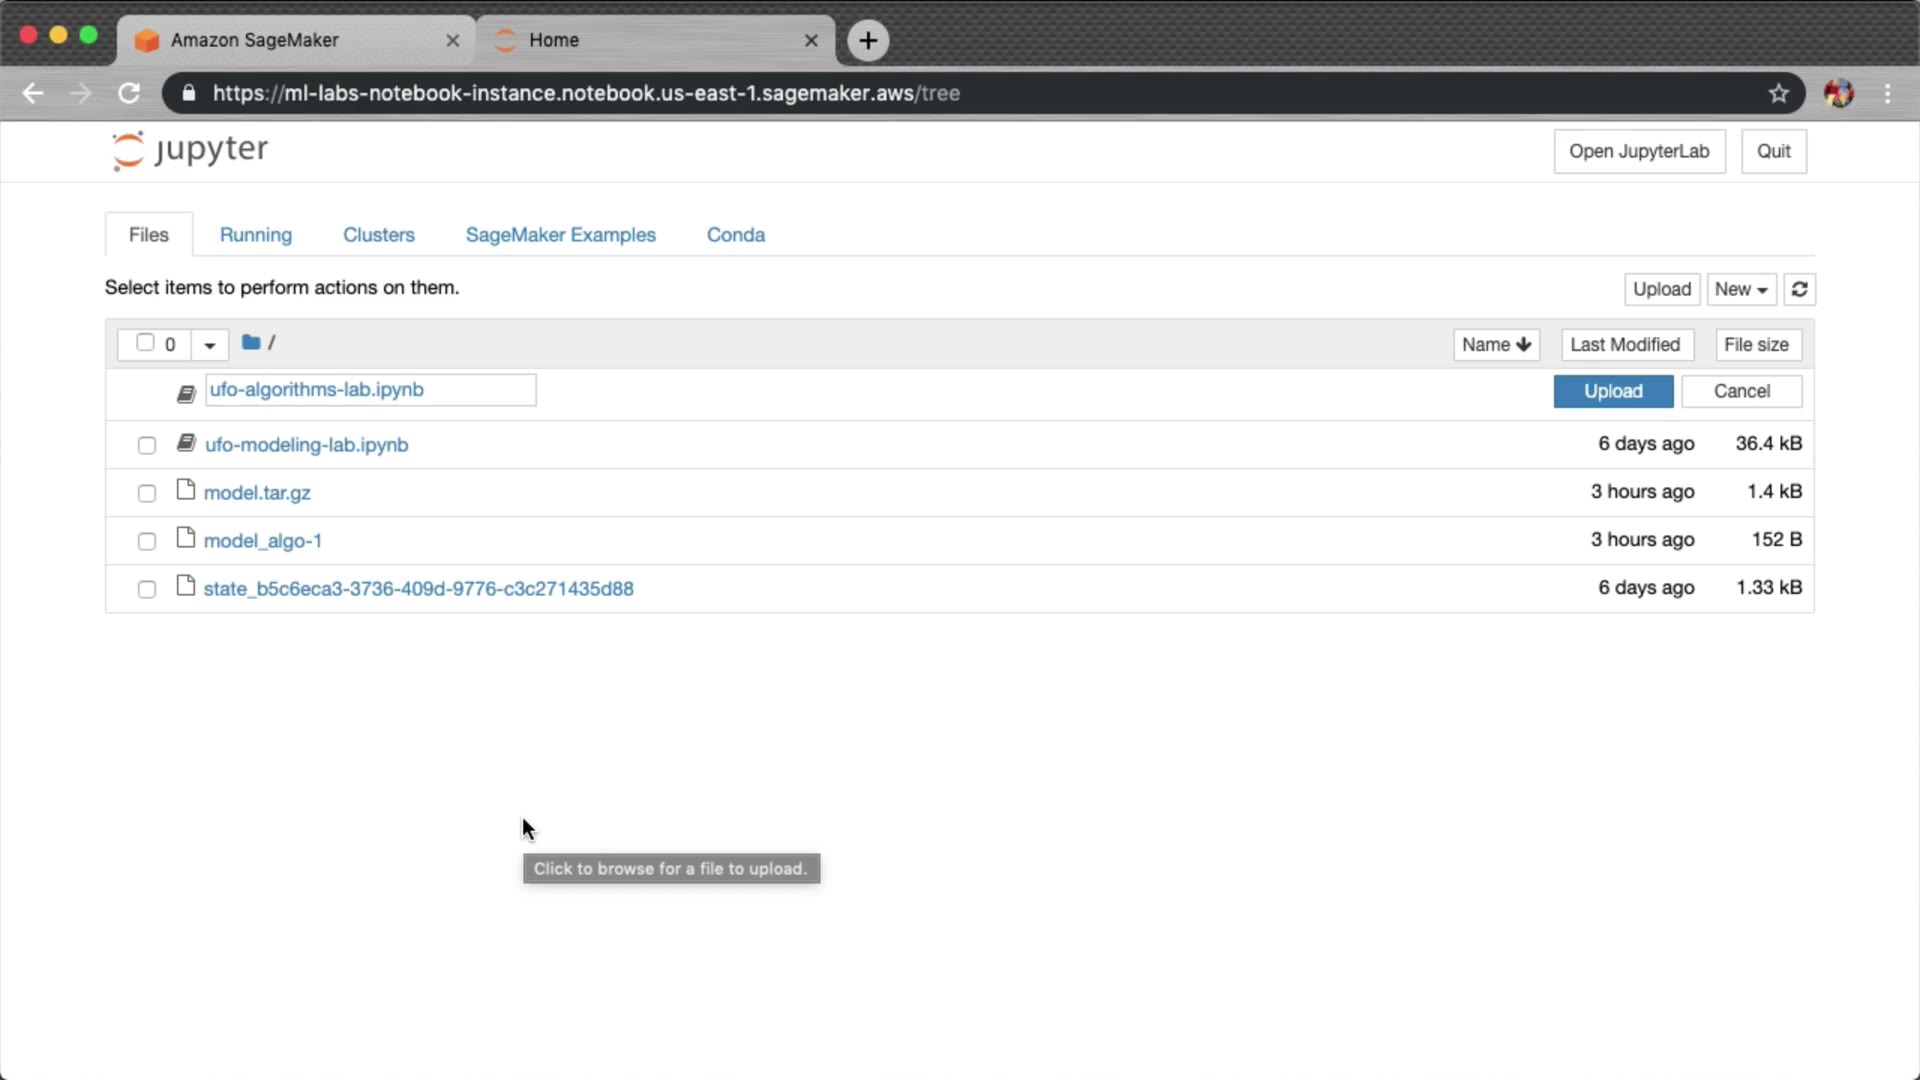 Amazon SageMaker
Home
https://ml-labs-notebook-instance.notebook.us-east-1.sagemaker.aws/tree
jupyter
Open JupyterLab
Quit
Files
Running
Clusters
SageMaker Examples
Conda
Select items to perform actions on them.
Upload
New
0
/
Name
Last Modified
File size
ufo-algorithms-lab.ipynb
Upload
Cancel
ufo-modeling-lab.ipynb
6 days ago
36.4 kB
model.tar.gz
3 hours ago
1.4 kB
model_algo-1
3 hours ago
152 B
state_b5c6eca3-3736-409d-9776-c3c271435d88
6 days ago
1.33 kB
Click to browse for a file to upload.